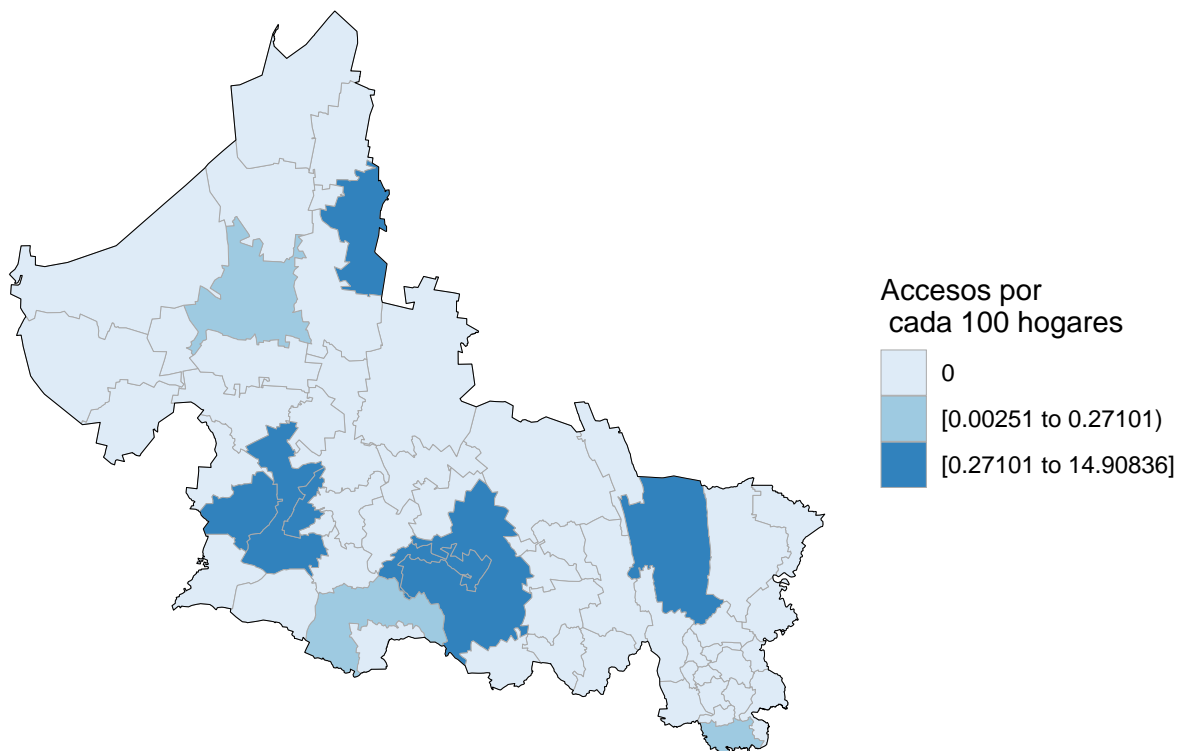 Accesos por
cada 100 hogares
0
[0.00251 to 0.27101)
[0.27101 to 14.90836]